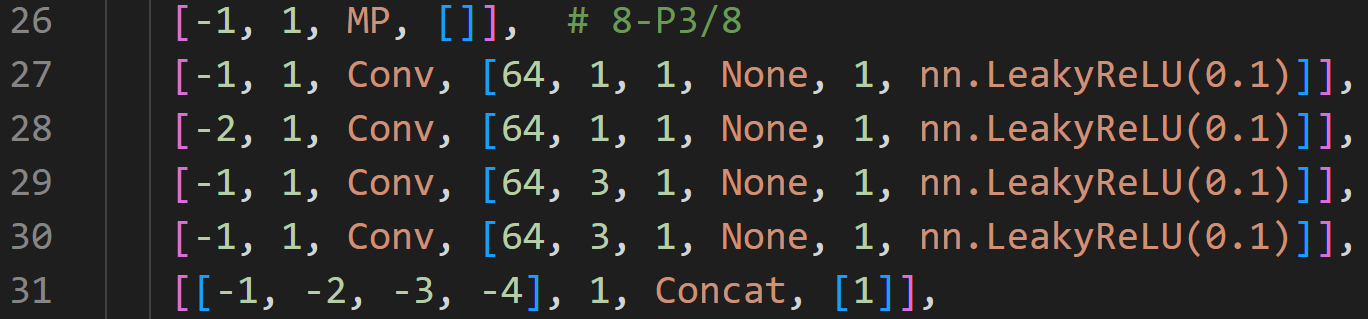 26 [-1, 1, MP, []],  # 8-P3/8
27 [-1, 1, Conv, [64, 1, 1, None, 1, nn.LeakyReLU(0.1)]],
28 [-2, 1, Conv, [64, 1, 1, None, 1, nn.LeakyReLU(0.1)]],
29 [-1, 1, Conv, [64, 3, 1, None, 1, nn.LeakyReLU(0.1)]],
30 [-1, 1, Conv, [64, 3, 1, None, 1, nn.LeakyReLU(0.1)]],
31 [[-1, -2, -3, -4], 1, Concat, [1]],